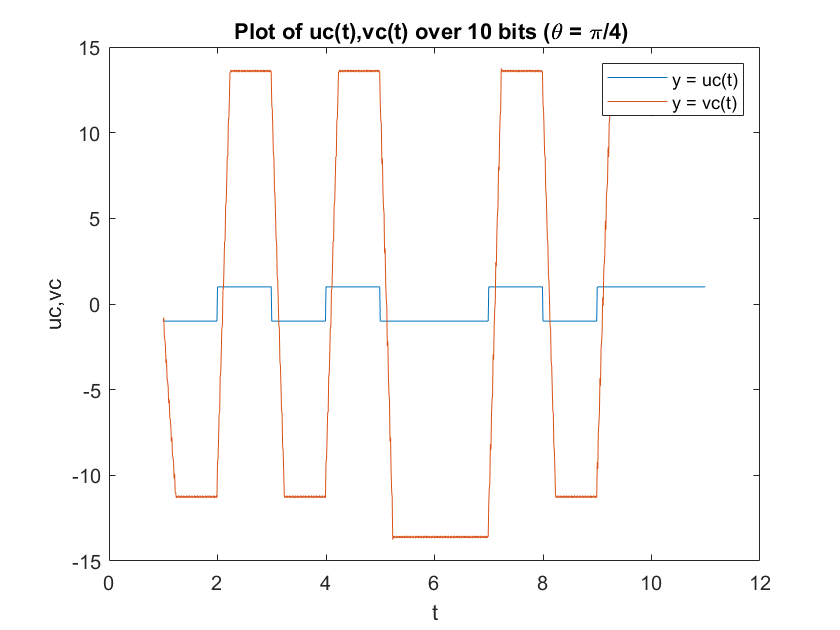 Plot of uc(t),vc(t) over 10 bits (θ = π/4)
y = uc(t)
y = vc(t)
15
10
5
0
-5
-10
-15
uc,vc
0 2 4 6 8 10 12
t